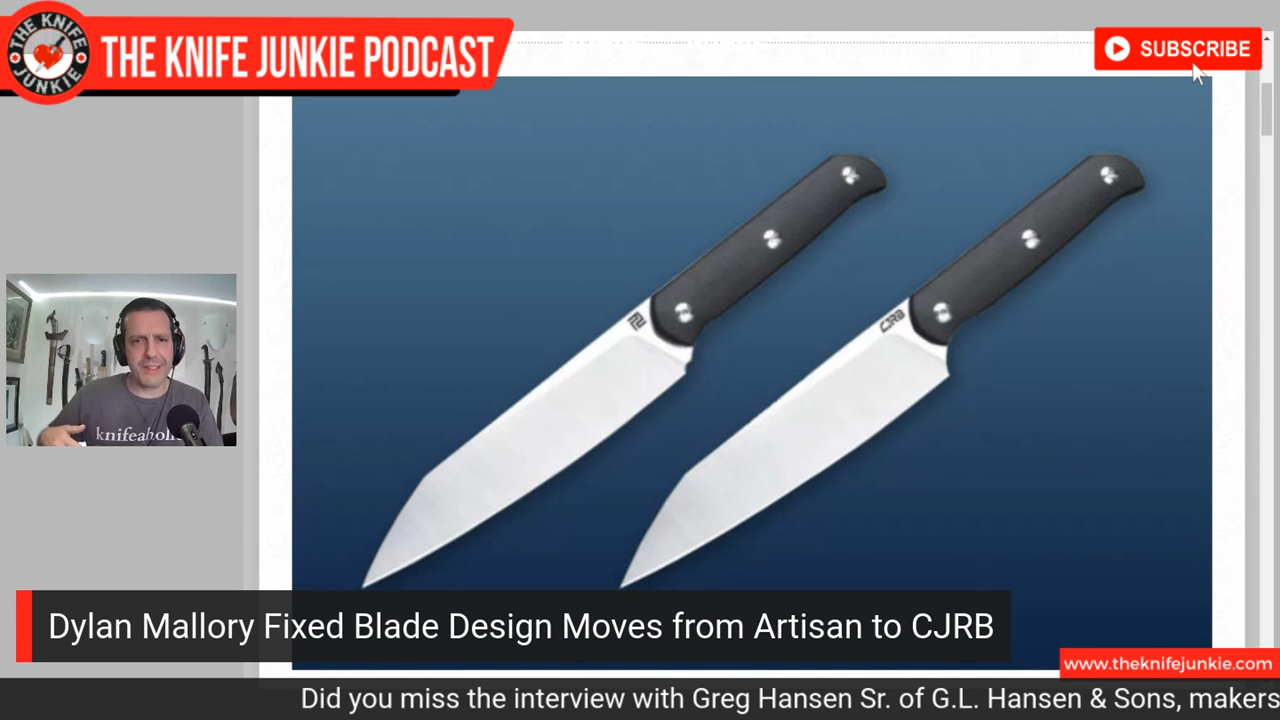 THE KNIFE
JUNKIE
THE KNIFE JUNKIE PODCAST
SUBSCRIBE
CJRB
knifeaholi
Dylan Mallory Fixed Blade Design Moves from Artisan to CJRB
www.theknifejunkie.com
Did you miss the interview with Greg Hansen Sr. of G.L. Hansen & Sons, makers